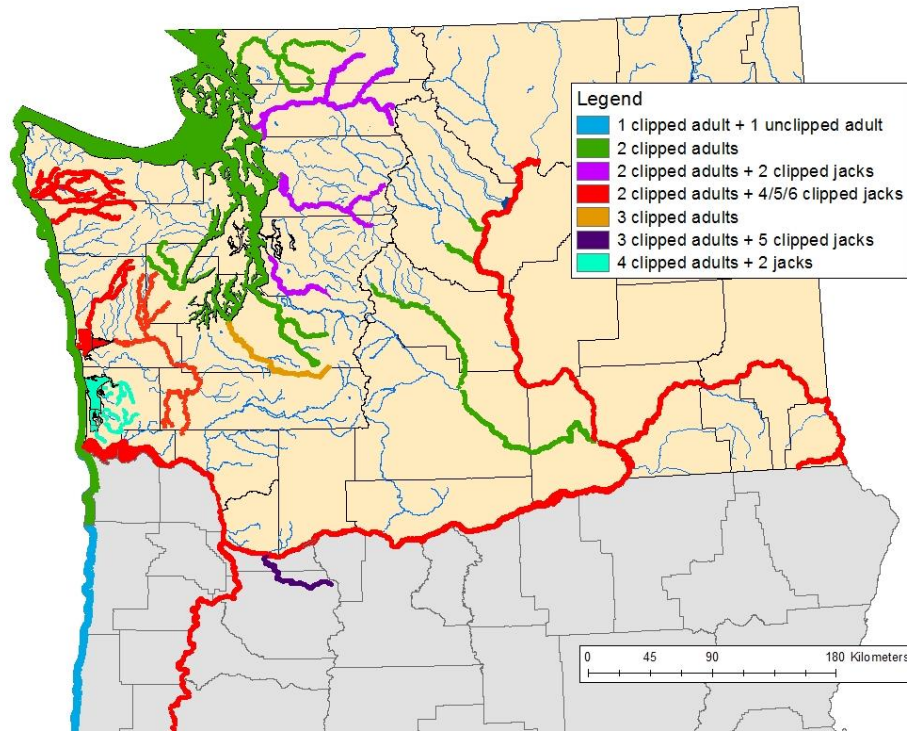 Legend
1 clipped adult + 1 unclipped adult
2 clipped adults
2 clipped adults + 2 clipped jacks
2 clipped adults + 4/5/6 clipped jacks
3 clipped adults
3 clipped adults + 5 clipped jacks
4 clipped adults + 2 jacks
0 45 90 180 Kilometers